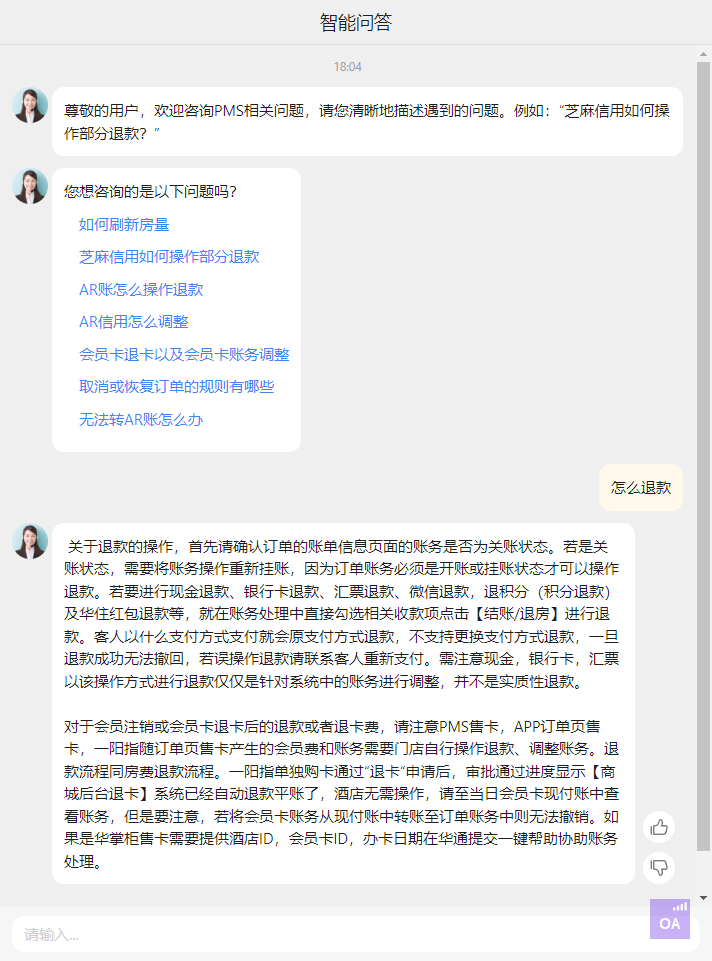 智能问答
18:04
尊敬的用户，欢迎咨询PMS相关问题，请您清晰地描述遇到的问题。例如：“芝麻信用如何操
作部分退款？”
您想咨询的是以下问题吗？
如何刷新房量
芝麻信用如何操作部分退款
AR账怎么操作退款
AR信用怎么调整
会员卡退卡以及会员卡账务调整
取消或恢复订单的规则有哪些
无法转AR账怎么办
怎么退款
关于退款的操作，首先请确认订单的账单信息页面的账务是否为关账状态。若是关
账状态，需要将账务操作重新挂账，因为订单账务必须是开账或挂账状态才可以操作
退款。若要进行现金退款、银行卡退款、汇票退款、微信退款，退积分（积分退款）
及华住红包退款等，就在账务处理中直接勾选相关收款项点击【结账/退房】进行退
款。客人以什么支付方式支付就会原支付方式退款，不支持更换支付方式退款，一旦
退款成功无法撤回，若误操作退款请联系客人重新支付。需注意现金，银行卡，汇票
以该操作方式进行退款仅仅是针对系统中的账务进行调整，并不是实质性退款。
对于会员注销或会员卡退卡后的退款或者退卡费，请注意PMS售卡，APP订单页售
卡，一阳指随订单页售卡产生的会员费和账务需要门店自行操作退款、调整账务。退
款流程同房费退款流程。一阳指单独购卡通过“退卡”申请后，审批通过进度显示【商
城后台退卡】系统已经自动退款平账了，酒店无需操作，请至当日会员卡现付账中查
看账务，但是要注意，若将会员卡账务从现付账中转账至订单账务中则无法撤销。如
果是华掌柜售卡需要提供酒店ID，会员卡ID，办卡日期在华通提交一键帮助协助账务
处理。
OA
请输入...